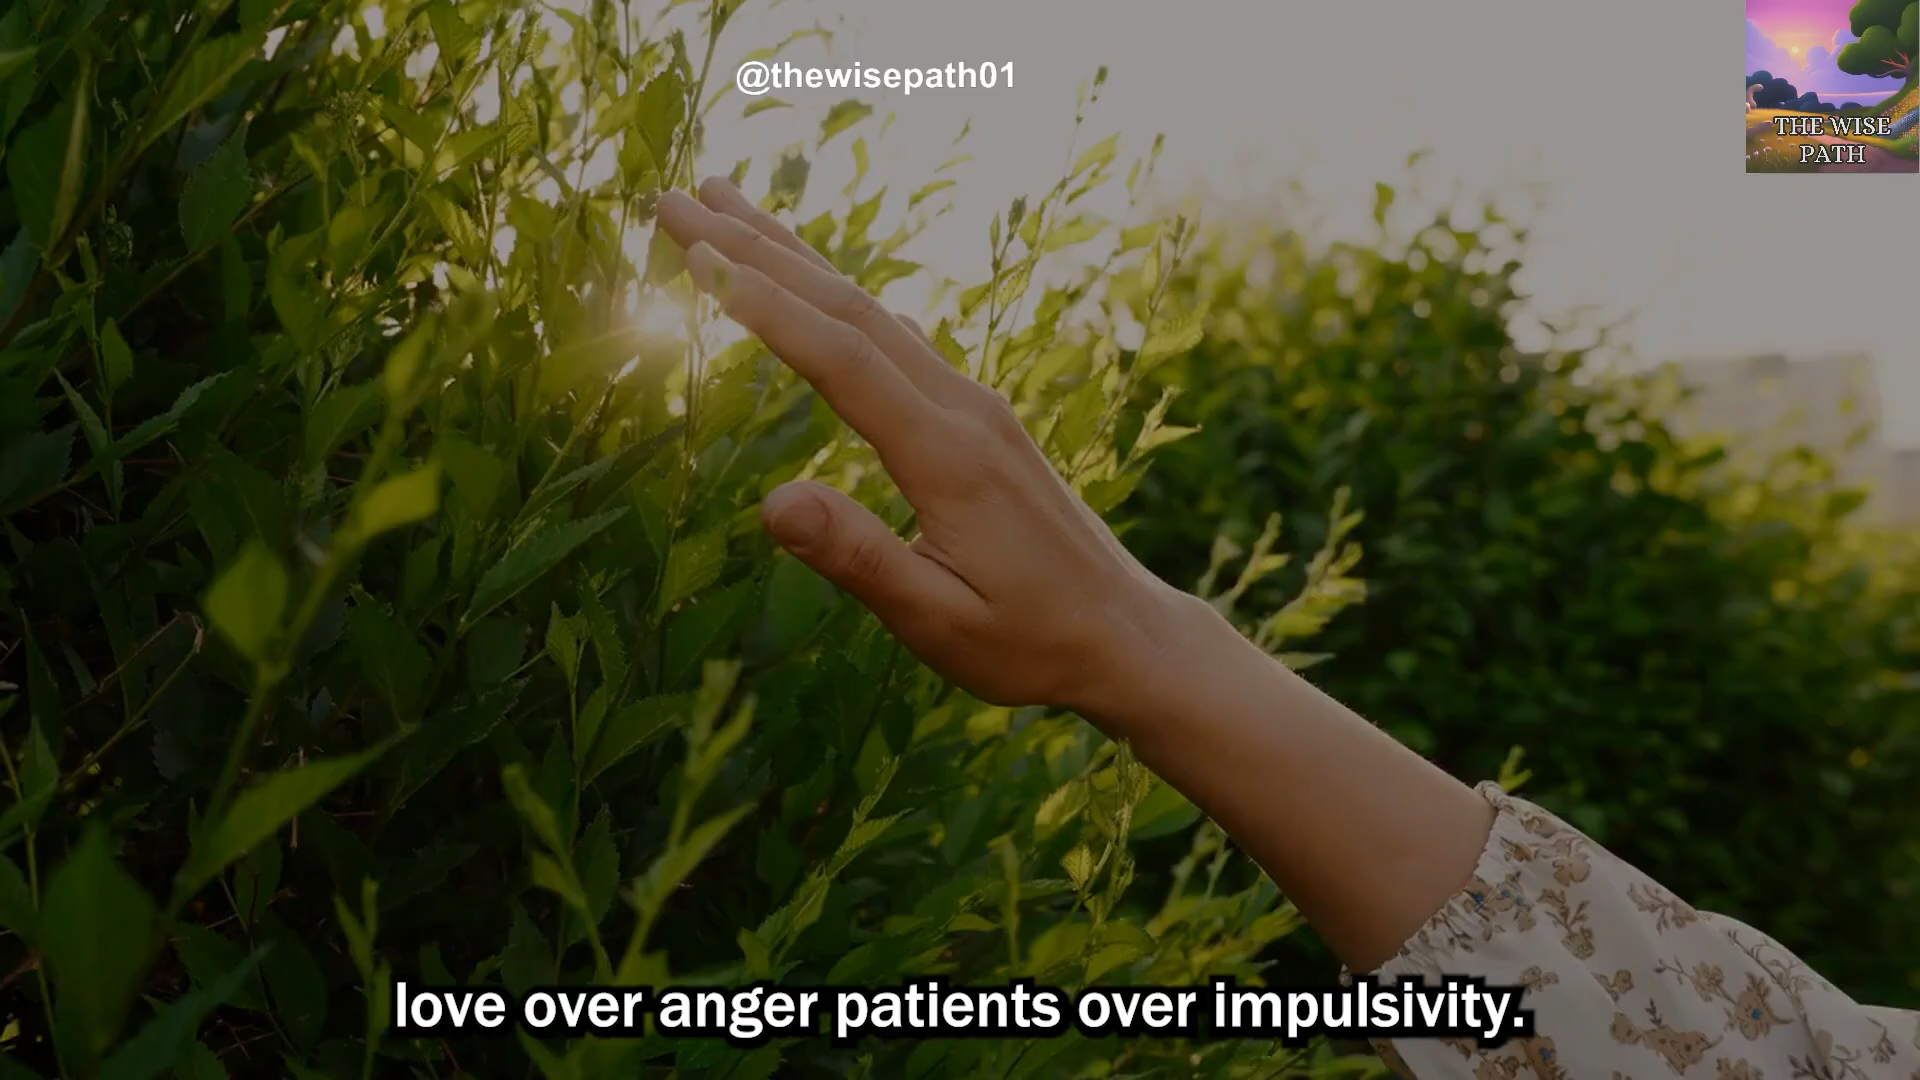 @thewisepath01
THE WISE
PATH
love over anger patients over impulsivity.